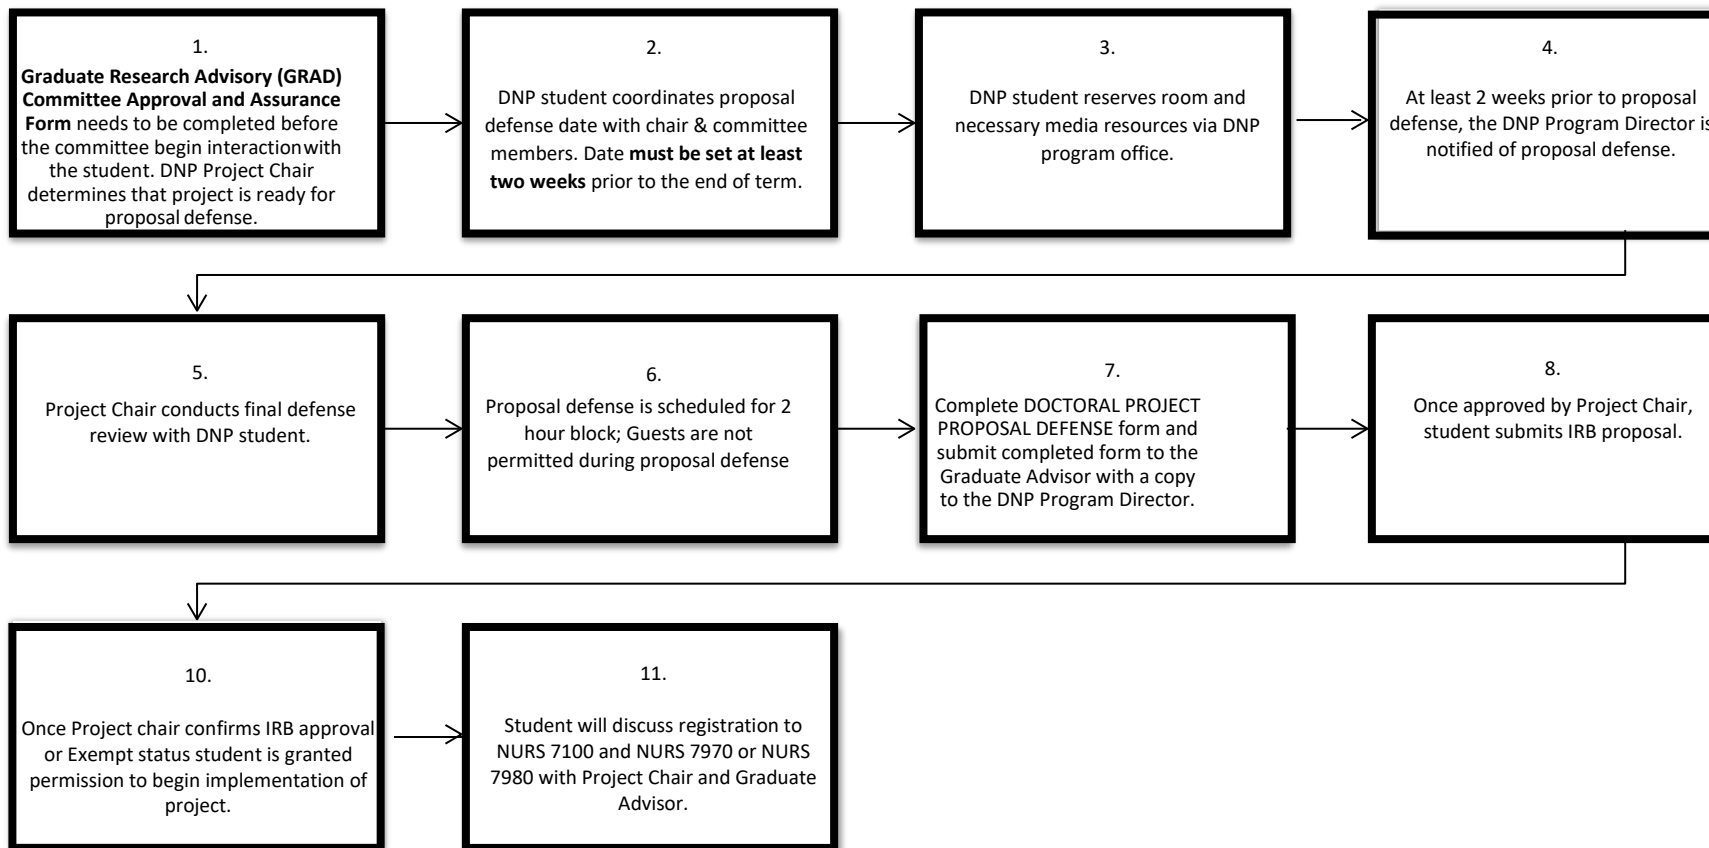 1.
Graduate Research Advisory (GRAD)
Committee Approval and Assurance
Form needs to be completed before
the committee begin interaction with
the student. DNP Project Chair
determines that project is ready for
proposal defense.
2.
DNP student coordinates proposal
defense date with chair & committee
members. Date must be set at least
two weeks prior to the end of term.
3.
DNP student reserves room and
necessary media resources via DNP
program office.
4.
At least 2 weeks prior to proposal
defense, the DNP Program Director is
notified of proposal defense.
5.
Project Chair conducts final defense
review with DNP student.
6.
Proposal defense is scheduled for 2
hour block; Guests are not
permitted during proposal defense
7.
Complete DOCTORAL PROJECT
PROPOSAL DEFENSE form and
submit completed form to the
Graduate Advisor with a copy
to the DNP Program Director.
8.
Once approved by Project Chair,
student submits IRB proposal.
10.
Once Project chair confirms IRB approval
or Exempt status student is granted
permission to begin implementation of
project.
11.
Student will discuss registration to
NURS 7100 and NURS 7970 or NURS
7980 with Project Chair and Graduate
Advisor.